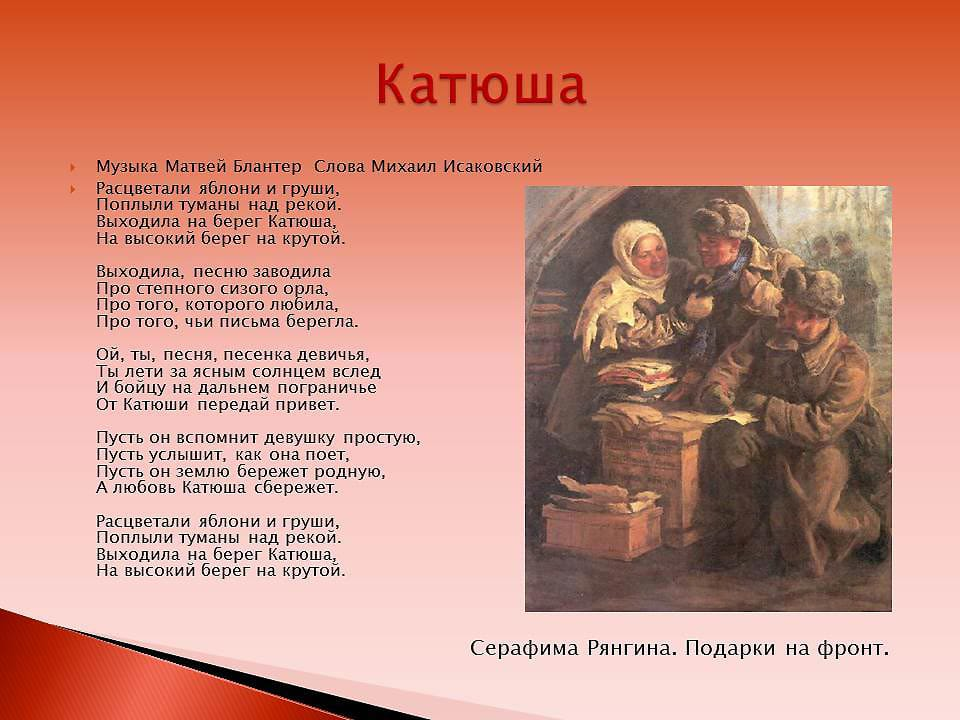 Катюша
Музыка Матвей Блантер Слова Михаил Исаковский
Расцветали яблони и груши,
Поплыли туманы над рекой.
Выходила на берег Катюша,
На высокий берег на крутой.
Выходила, песню заводила
Про степного сизого орла,
Про того, которого любила,
Про того, чьи письма берегла.
Ой, ты, песня, песенка девичья,
Ты лети за ясным солнцем вслед
И бойцу на дальнем пограничье
От Катюши передай привет.
Пусть он вспомнит девушку простую,
Пусть услышит, как она поет,
Пусть он землю бережет родную,
А любовь Катюша сбережет.
Расцветали яблони и груши,
Поплыли туманы над рекой.
Выходила на берег Катюша,
На высокий берег на крутой.
Серафима Рянгина. Подарки на фронт.